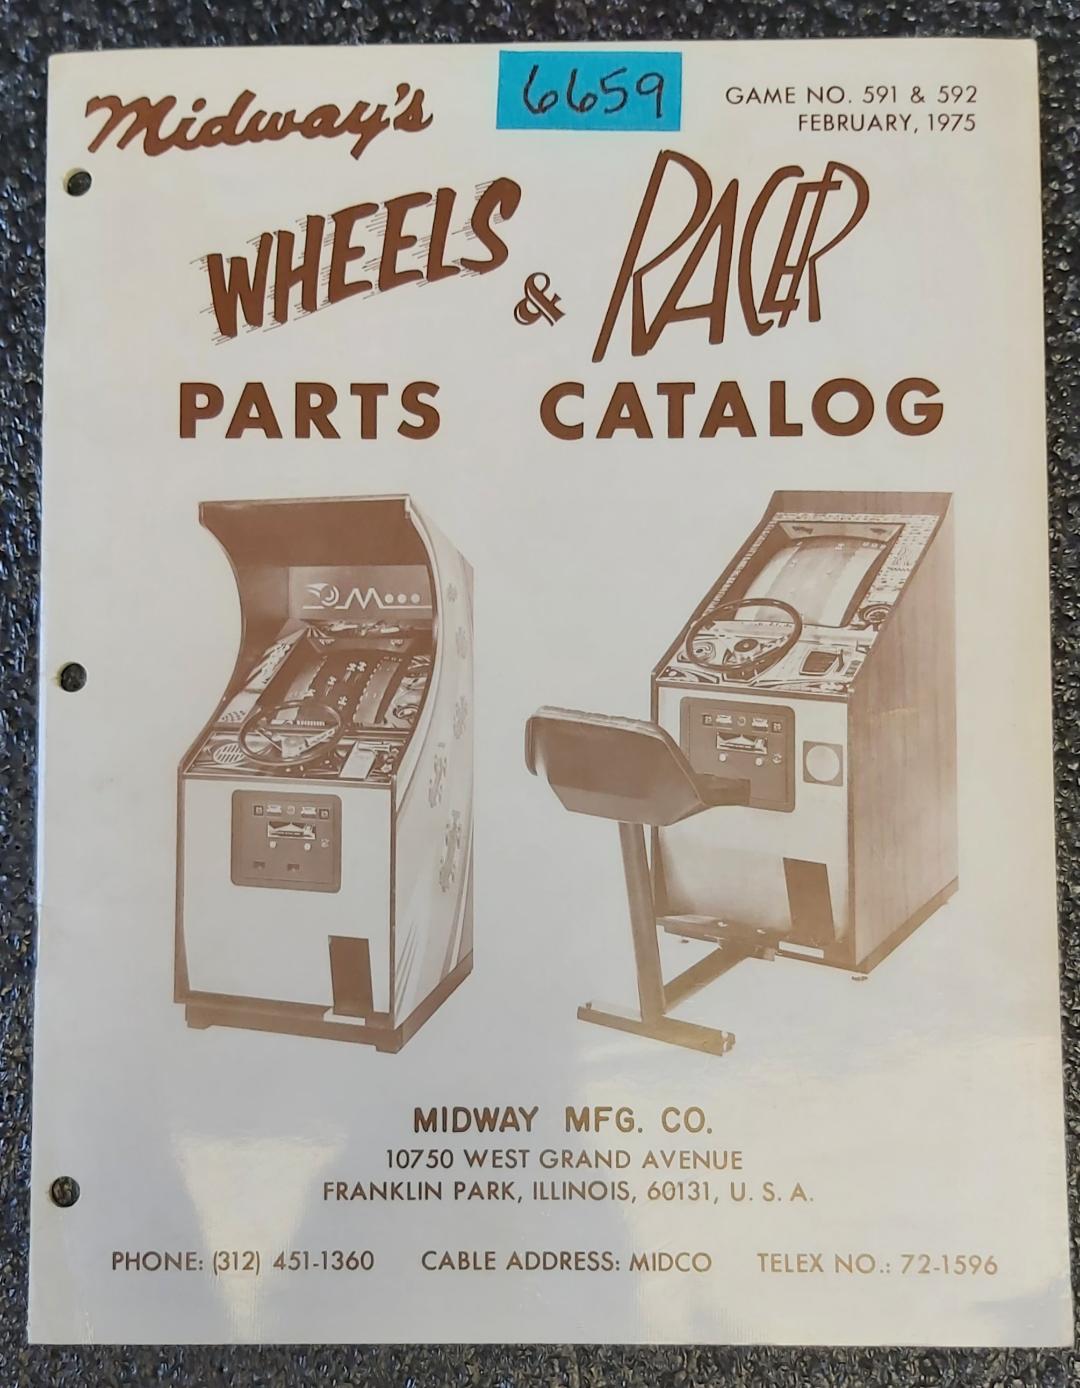 6659
Midway's
GAME NO. 591 & 592
FEBRUARY, 1975
WHEELS & RACER
PARTS CATALOG
MIDWAY MFG. CO.
10750 WEST GRAND AVENUE
FRANKLIN PARK, ILLINOIS, 60131, U. S. A.
PHONE: (312) 451-1360 CABLE ADDRESS: MIDCO TELEX NO.: 72-1596